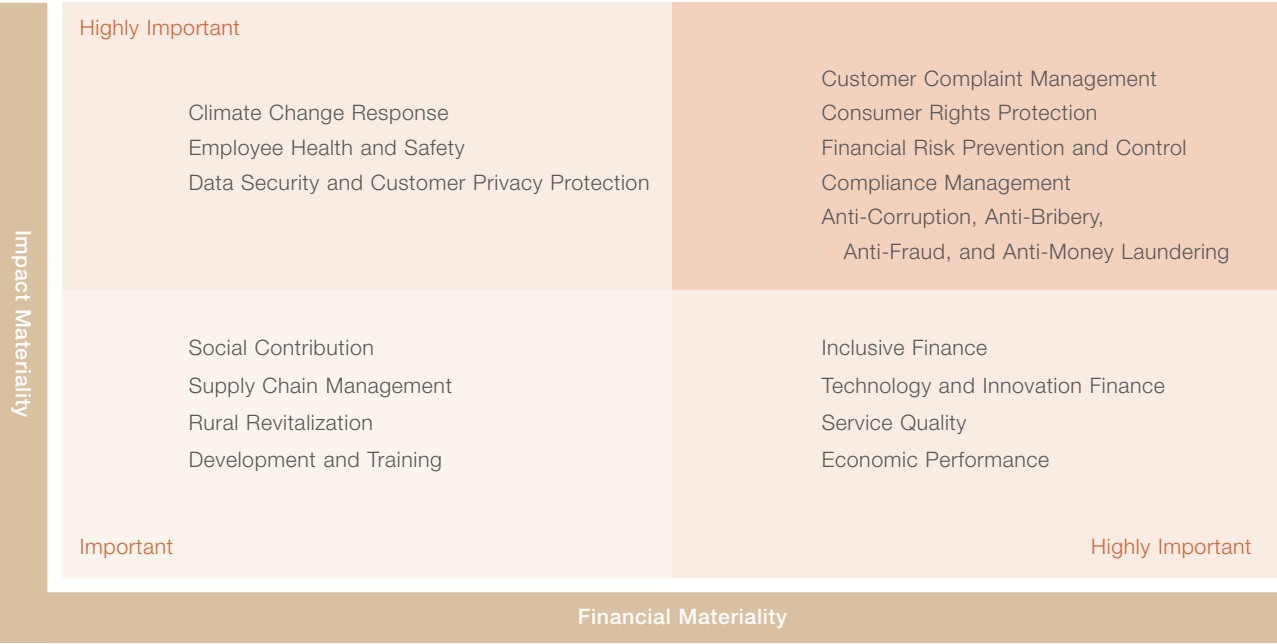 Highly Important
Climate Change Response
Employee Health and Safety
Data Security and Customer Privacy Protection
Customer Complaint Management
Consumer Rights Protection
Financial Risk Prevention and Control
Compliance Management
Anti-Corruption, Anti-Bribery,
Anti-Fraud, and Anti-Money Laundering
Impact Materiality
Social Contribution
Supply Chain Management
Rural Revitalization
Development and Training
Inclusive Finance
Technology and Innovation Finance
Service Quality
Economic Performance
Important
Highly Important
Financial Materiality